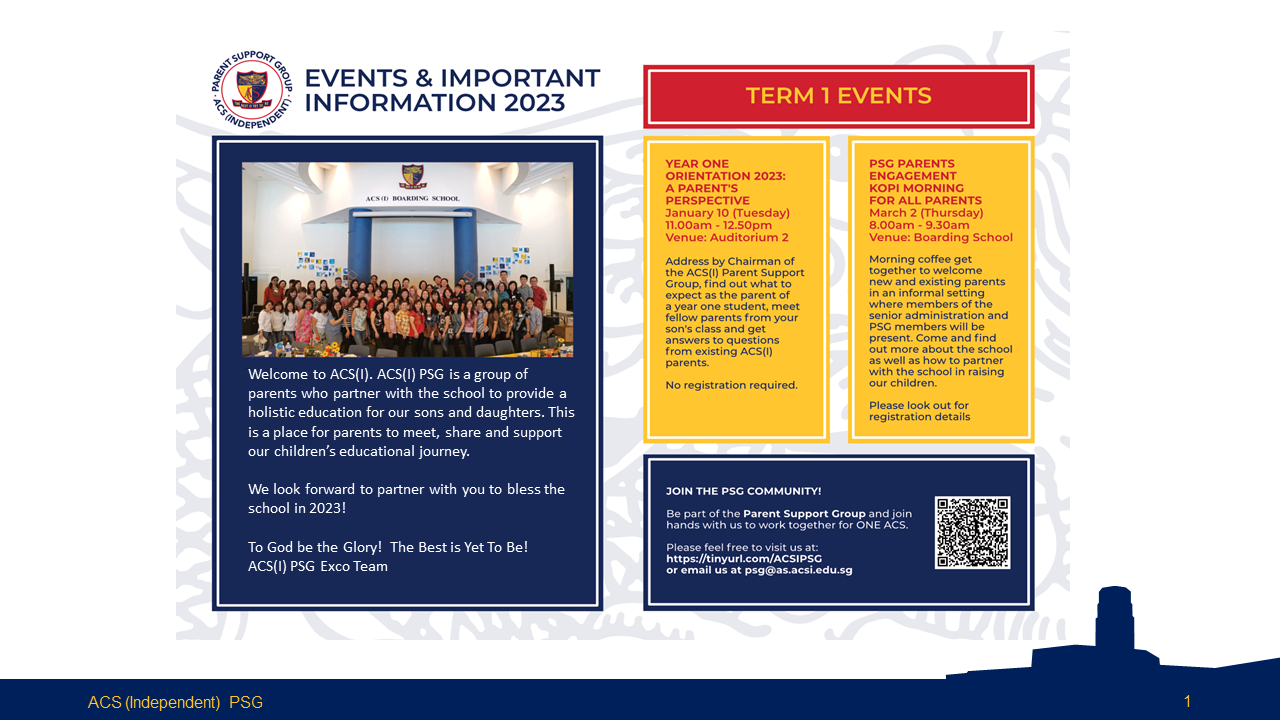 PARENT SUPPORT GROUP
ACS (INDEPENDENT)
EVENTS & IMPORTANT
INFORMATION 2023
ACS (I) BOARDING SCHOOL
Welcome to ACS(I). ACS(I) PSG is a group of
parents who partner with the school to provide a
holistic education for our sons and daughters. This
is a place for parents to meet, share and support
our children’s educational journey.
We look forward to partner with you to bless the
school in 2023!
To God be the Glory!  The Best is Yet To Be!
ACS(I) PSG Exco Team
TERM 1 EVENTS
YEAR ONE
ORIENTATION 2023:
A PARENT'S
PERSPECTIVE
January 10 (Tuesday)
11.00am - 12.50pm
Venue: Auditorium 2
Address by Chairman of
the ACS(I) Parent Support
Group, find out what to
expect as the parent of
a year one student, meet
fellow parents from your
son's class and get
answers to questions
from existing ACS(I)
parents.
No registration required.
PSG PARENTS
ENGAGEMENT
KOPI MORNING
FOR ALL PARENTS
March 2 (Thursday)
8.00am - 9.30am
Venue: Boarding School
Morning coffee get
together to welcome
new and existing parents
in an informal setting
where members of the
senior administration and
PSG members will be
present. Come and find
out more about the school
as well as how to partner
with the school in raising
our children.
Please look out for
registration details
JOIN THE PSG COMMUNITY!
Be part of the Parent Support Group and join
hands with us to work together for ONE ACS.
Please feel free to visit us at:
https://tinyurl.com/ACSIPSG
or email us at psg@as.acsi.edu.sg
ACS (Independent)  PSG
1